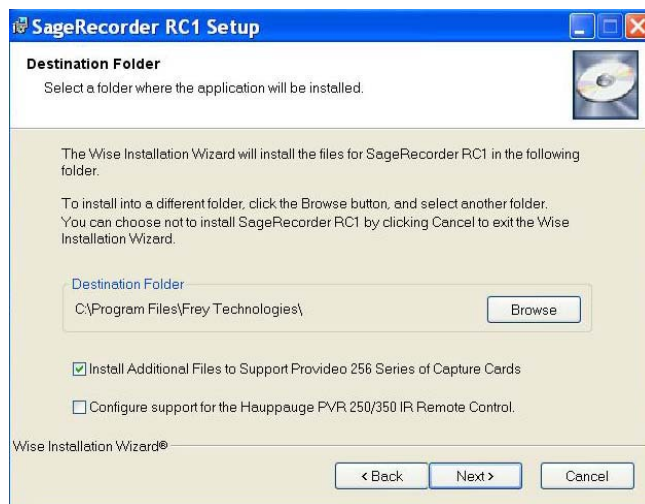 SageRecorder RC1 Setup
Destination Folder
Select a folder where the application will be installed.
The Wise Installation Wizard will install the files for SageRecorder RC1 in the following
folder.
To install into a different folder, click the Browse button, and select another folder.
You can choose not to install SageRecorder RC1 by clicking Cancel to exit the Wise
Installation Wizard.
Destination Folder
C:\Program Files\Frey Technologies\
Browse
Install Additional Files to Support Provideo 256 Series of Capture Cards
Configure support for the Hauppauge PVR 250/350 IR Remote Control.
Wise Installation Wizard®
< Back
Next >
Cancel